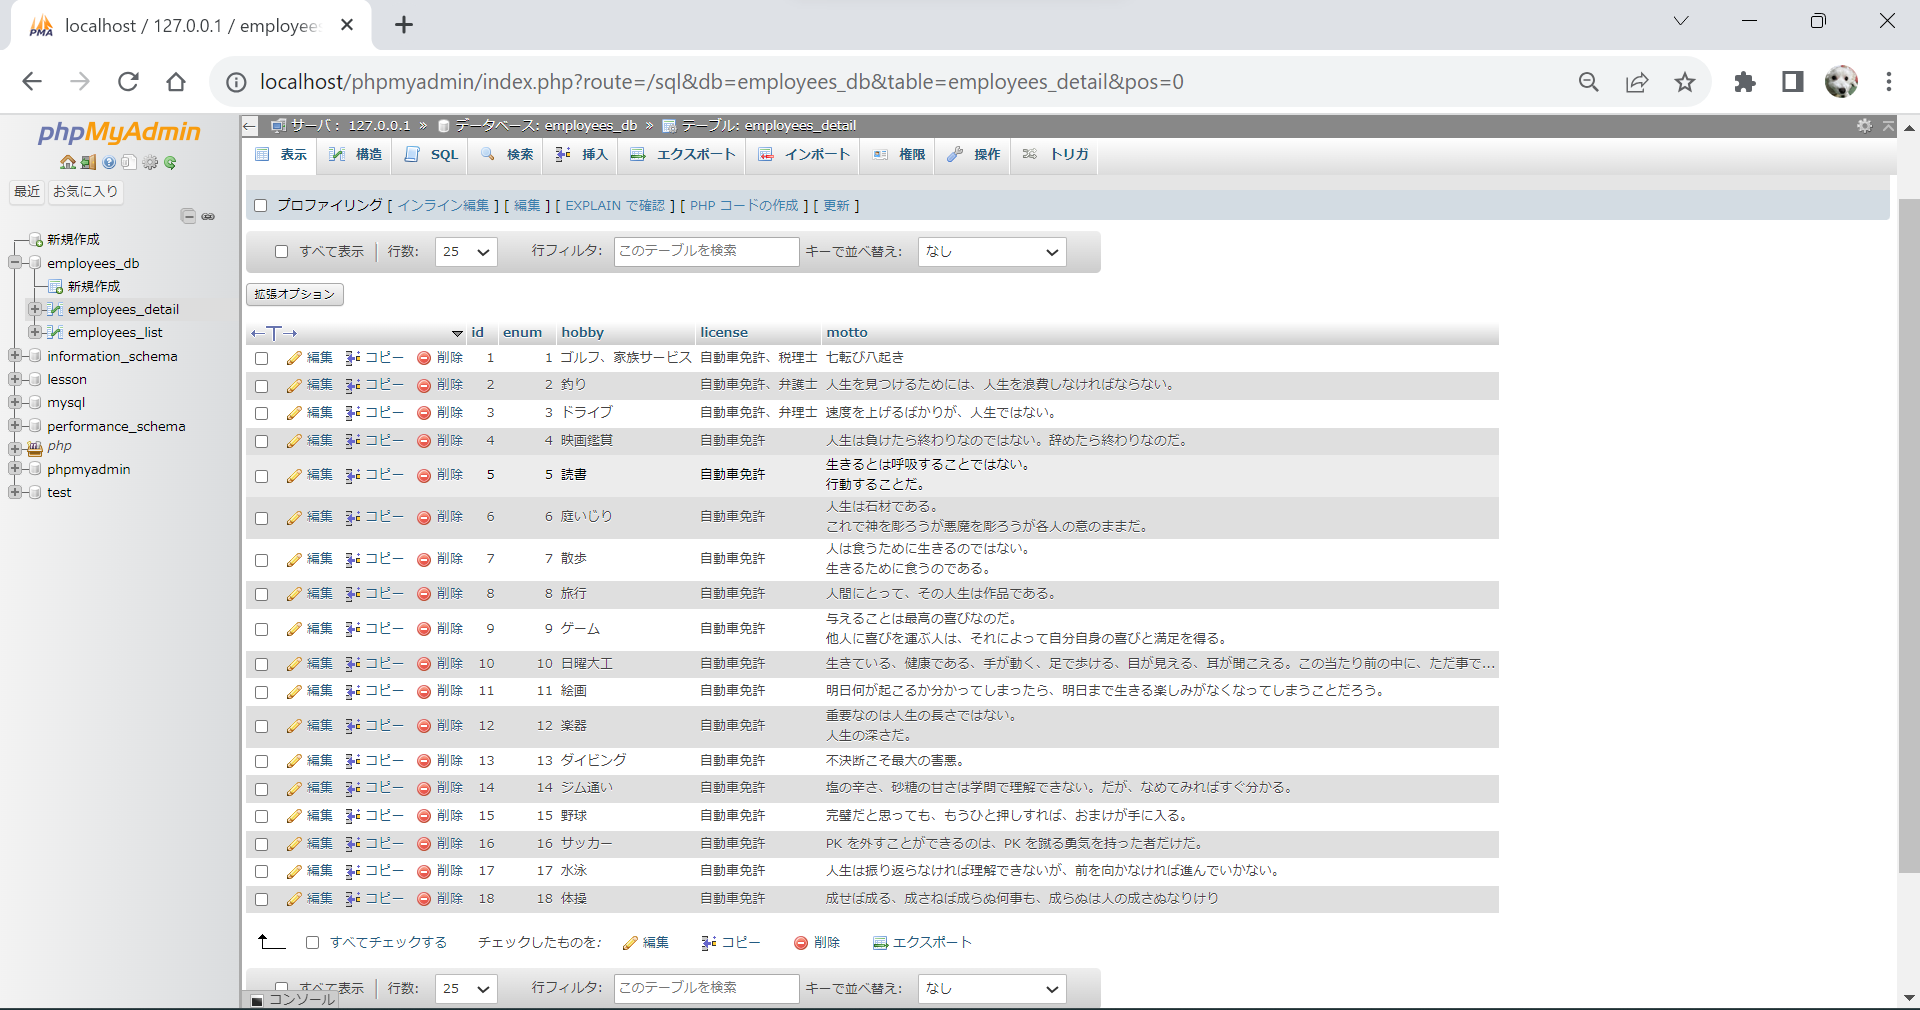 localhost / 127.0.0.1 / employees
localhost/phpmyadmin/index.php?route=/sql&db=employees_db&table=employees_detail&pos=0
phpMyAdmin
最近 お気に入り
新規作成
employees_db
新規作成
employees_detail
employees_list
information_schema
lesson
mysql
performance_schema
php
phpmyadmin
test
サーバ: 127.0.0.1 » データベース: employees_db » テーブル: employees_detail
表示 構造 SQL 検索 挿入 エクスポート インポート 権限 操作 トリガ
プロファイリング [ インライン編集 ] [ 編集 ] [ EXPLAIN で確認 ] [ PHP コードの作成 ] [ 更新 ]
すべて表示 行数: 25 行フィルタ: このテーブルを検索 キーで並べ替え: なし
拡張オプション
←T→ id enum hobby license motto
編集 コピー 削除 1 1 ゴルフ、家族サービス 自動車免許、税理士 七転び八起き
編集 コピー 削除 2 2 釣り 自動車免許、弁護士 人生を見つけるためには、人生を浪費しなければならない。
編集 コピー 削除 3 3 ドライブ 自動車免許、弁理士 速度を上げるばかりが、人生ではない。
編集 コピー 削除 4 4 映画鑑賞 自動車免許 人生は負けたら終わりなのではない。辞めたら終わりなのだ。
編集 コピー 削除 5 5 読書 自動車免許 生きるとは呼吸することではない。
行動することだ。
編集 コピー 削除 6 6 庭いじり 自動車免許 人生は石材である。
これで神を彫ろうが悪魔を彫ろうが各人の意のままだ。
編集 コピー 削除 7 7 散歩 自動車免許 人は食うために生きるのではない。
生きるために食うのである。
編集 コピー 削除 8 8 旅行 自動車免許 人間にとって、その人生は作品である。
編集 コピー 削除 9 9 ゲーム 自動車免許 与えることは最高の喜びなのだ。
他人に喜びを運ぶ人は、それによって自分自身の喜びと満足を得る。
編集 コピー 削除 10 10 日曜大工 自動車免許 生きている、健康である、手が動く、足で歩ける、目が見える、耳が聞こえる。この当たり前の中に、ただ事で...
編集 コピー 削除 11 11 絵画 自動車免許 明日何が起こるか分かってしまったら、明日まで生きる楽しみがなくなってしまうことだろう。
編集 コピー 削除 12 12 楽器 自動車免許 重要なのは人生の長さではない。
人生の深さだ。
編集 コピー 削除 13 13 ダイビング 自動車免許 不決断こそ最大の害悪。
編集 コピー 削除 14 14 ジム通い 自動車免許 塩の辛さ、砂糖の甘さは学問で理解できない。だが、なめてみればすぐ分かる。
編集 コピー 削除 15 15 野球 自動車免許 完璧だと思っても、もうひと押しすれば、おまけが手に入る。
編集 コピー 削除 16 16 サッカー 自動車免許 PK を外すことができるのは、PK を蹴る勇気を持った者だけだ。
編集 コピー 削除 17 17 水泳 自動車免許 人生は振り返らなければ理解できないが、前を向かなければ進んでいかない。
編集 コピー 削除 18 18 体操 自動車免許 成せば成る、成さねば成らぬ何事も、成らぬは人の成さぬなりけり
すべてチェックする チェックしたものを: 編集 コピー 削除 エクスポート
すべて表示 行数: 25 行フィルタ: このテーブルを検索 キーで並べ替え: なし
コンソール